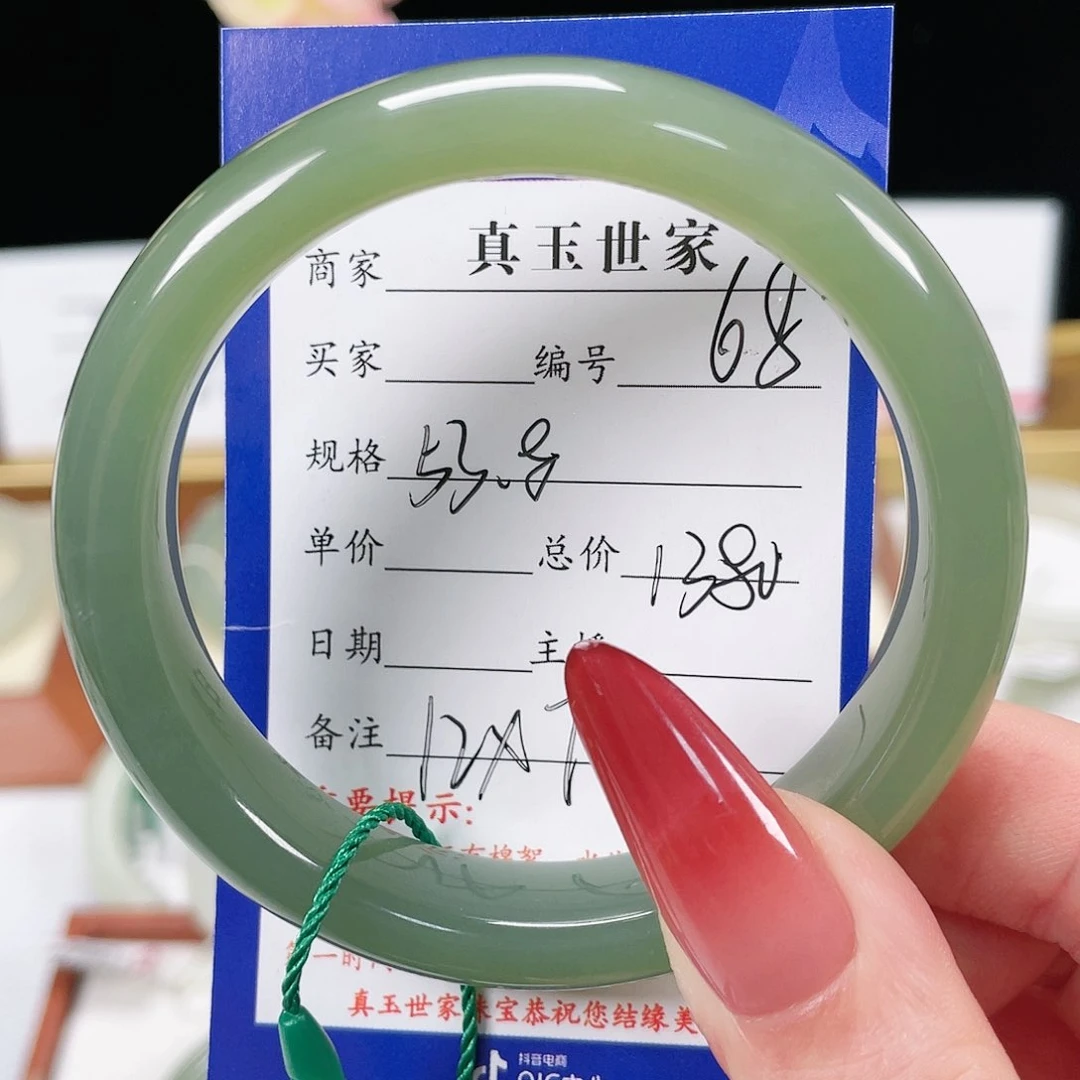 商家 真玉世家
买家 编号 68
规格 53.8
单价 总价 1380
日期 主播
备注 12X
重要提示:
真玉世家珠宝恭祝您结缘美
抖音电商